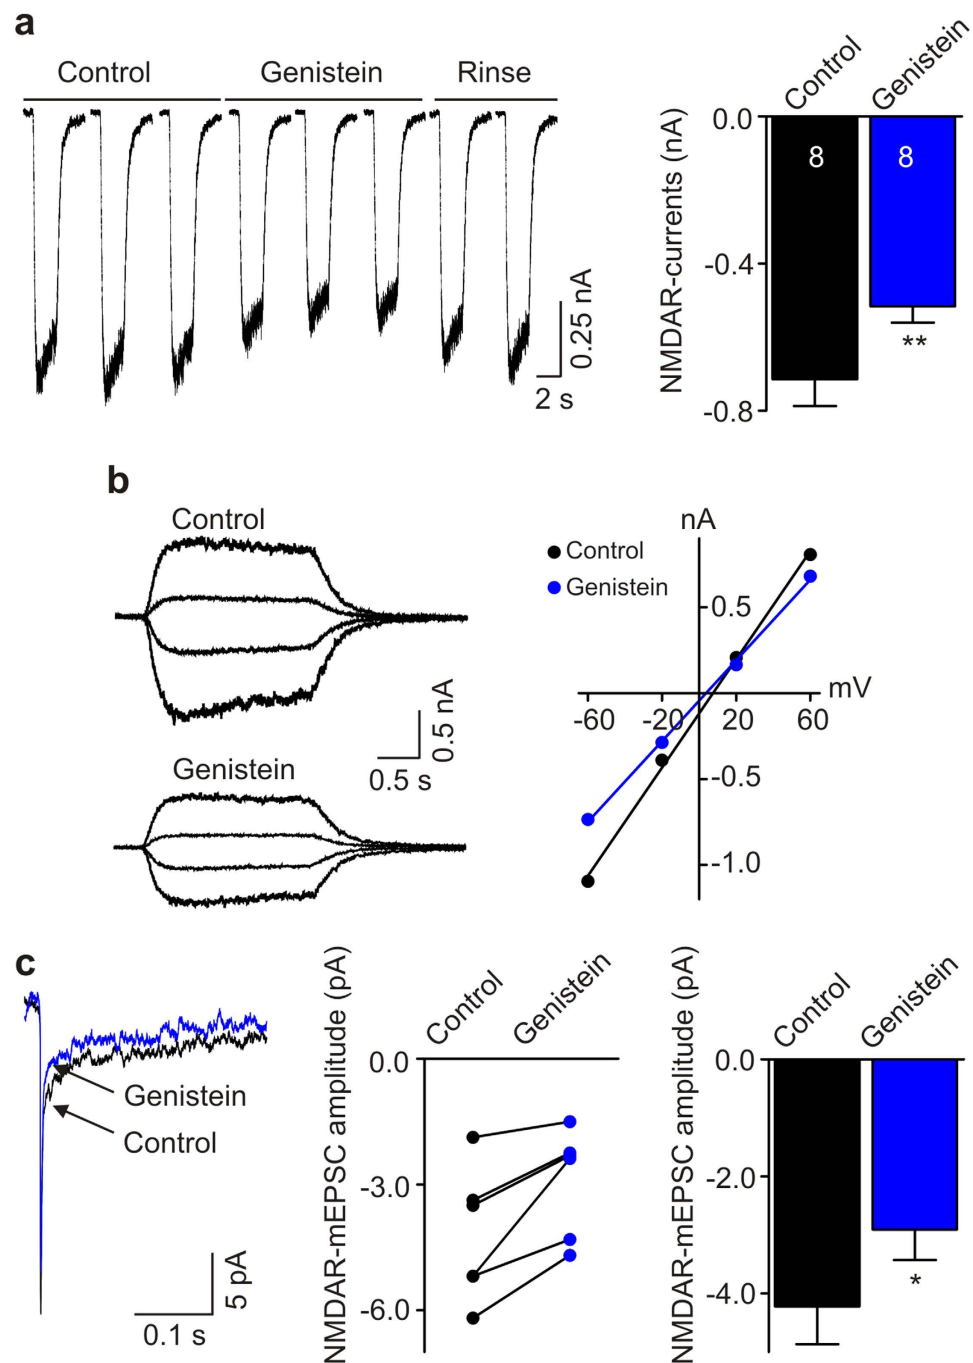 a
Control
Genistein
Rinse
0.25 nA
2 s
Control
Genistein
NMDAR-currents (nA)
0.0
-0.4
-0.8
8
8
**
b
Control
0.5 nA
0.5 s
Genistein
nA
Control
Genistein
0.5
mV
-60
-20
20
60
-0.5
-1.0
c
Genistein
Control
5 pA
0.1 s
NMDAR-mEPSC amplitude (pA)
Control
Genistein
0.0
-3.0
-6.0
NMDAR-mEPSC amplitude (pA)
Control
Genistein
0.0
-2.0
-4.0
*